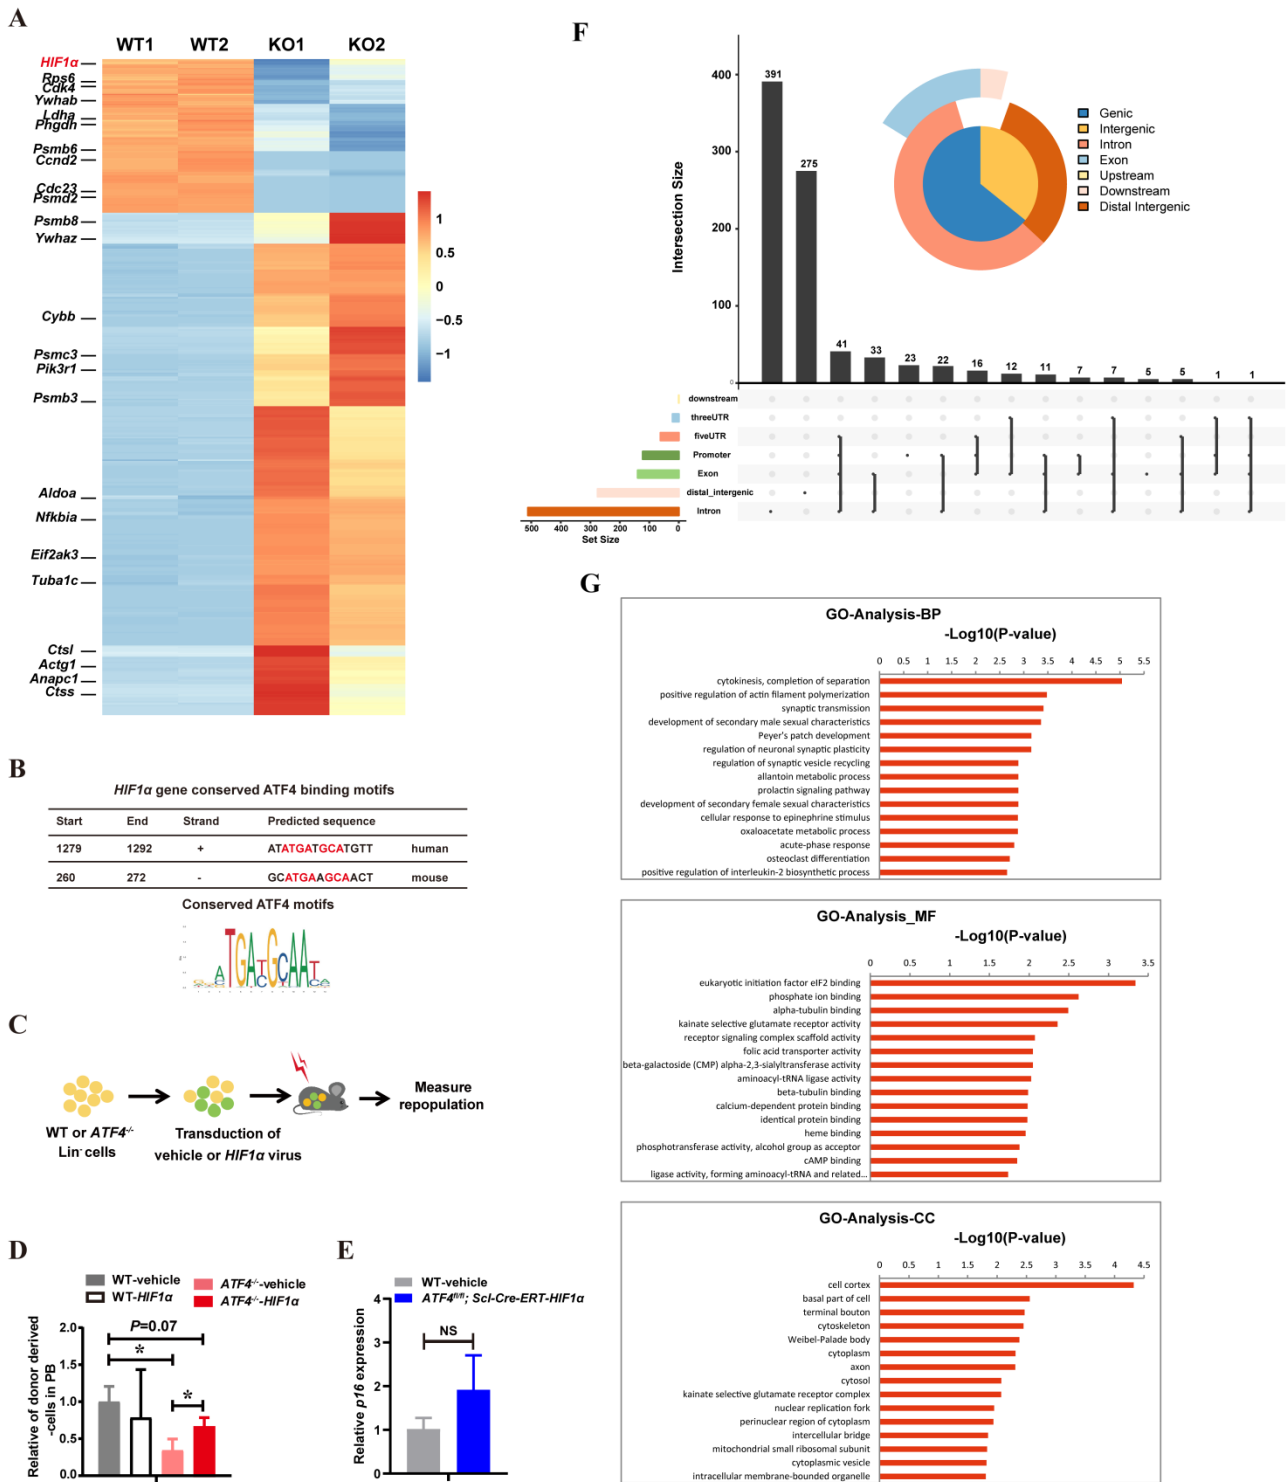 A
WT1 WT2 KO1 KO2
HIF1α
Rps6
Cdk4
Ywhab
Ldha
Phgdh
Psmb6
Ccnd2
Cdc23
Psmd2
Psmb8
Ywhaz
Cybb
Psmc3
Pik3r1
Psmb3
Aldoa
Nfkbia
Eif2ak3
Tuba1c
Ctsl
Actg1
Anapc1
Ctss
1
0.5
0
−0.5
−1
B
HIF1α gene conserved ATF4 binding motifs
Start End Strand Predicted sequence
1279 1292 + ATATGATGCATGTT human
260 272 - GCATGAAGCAACT mouse
Conserved ATF4 motifs
C
WT or ATF4-/-
Lin- cells
Transduction of
vehicle or HIF1α virus
Measure
repopulation
D
WT-vehicle
WT-HIF1α
ATF4-/--vehicle
ATF4-/--HIF1α
Relative of donor derived
-cells in PB
2.0
1.5
1.0
0.5
0.0
P=0.07
*
*
E
WT-vehicle
ATF4fl/fl; Scl-Cre-ERT-HIF1α
Relative p16 expression
4
3
2
1
0
NS
F
Intersection Size
400
300
200
100
0
391 275 41 33 23 22 16 12 11 7 7 5 5 1 1
Genic
Intergenic
Intron
Exon
Upstream
Downstream
Distal Intergenic
downstream
threeUTR
fiveUTR
Promoter
Exon
distal_intergenic
Intron
500 400 300 200 100 0
Set Size
G
GO-Analysis-BP
-Log10(P-value)
0 0.5 1 1.5 2 2.5 3 3.5 4 4.5 5 5.5
cytokinesis, completion of separation
positive regulation of actin filament polymerization
synaptic transmission
development of secondary male sexual characteristics
Peyer's patch development
regulation of neuronal synaptic plasticity
regulation of synaptic vesicle recycling
allantoin metabolic process
prolactin signaling pathway
development of secondary female sexual characteristics
cellular response to epinephrine stimulus
oxaloacetate metabolic process
acute-phase response
osteoclast differentiation
positive regulation of interleukin-2 biosynthetic process
GO-Analysis_MF
-Log10(P-value)
0 0.5 1 1.5 2 2.5 3 3.5
eukaryotic initiation factor eIF2 binding
phosphate ion binding
alpha-tubulin binding
kainate selective glutamate receptor activity
receptor signaling complex scaffold activity
folic acid transporter activity
beta-galactoside (CMP) alpha-2,3-sialyltransferase activity
aminoacyl-tRNA ligase activity
beta-tubulin binding
calcium-dependent protein binding
identical protein binding
heme binding
phosphotransferase activity, alcohol group as acceptor
cAMP binding
ligase activity, forming aminoacyl-tRNA and related...
GO-Analysis-CC
-Log10(P-value)
0 0.5 1 1.5 2 2.5 3 3.5 4 4.5
cell cortex
basal part of cell
terminal bouton
cytoskeleton
Weibel-Palade body
cytoplasm
axon
cytosol
kainate selective glutamate receptor complex
nuclear replication fork
perinuclear region of cytoplasm
intercellular bridge
mitochondrial small ribosomal subunit
cytoplasmic vesicle
intracellular membrane-bounded organelle